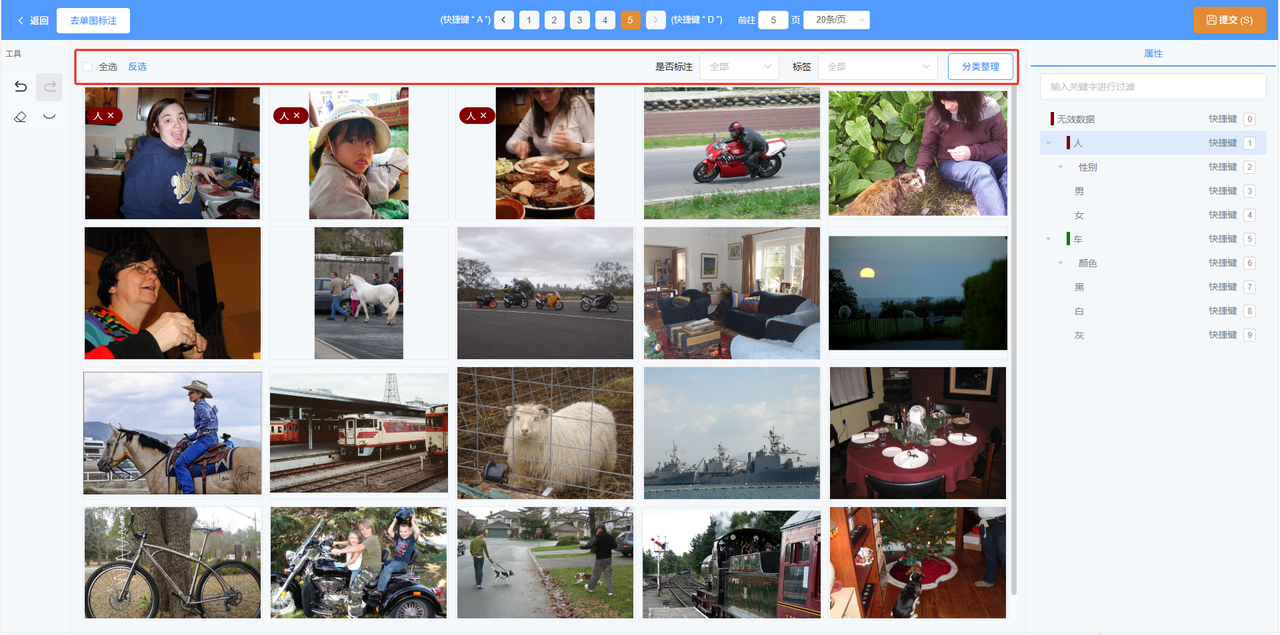 返回 去单图标注 (快捷键 " A ") 1 2 3 4 5 (快捷键 " D ") 前往 5 页 20条/页 提交 (S)
工具
全选 反选 是否标注 全部 标签 全部 分类整理
属性
输入关键字进行过滤
人 × 人 × 人 ×
无效数据 快捷键 0
人 快捷键 1
性别 快捷键 2
男 快捷键 3
女 快捷键 4
车 快捷键 5
颜色 快捷键 6
黑 快捷键 7
白 快捷键 8
灰 快捷键 9